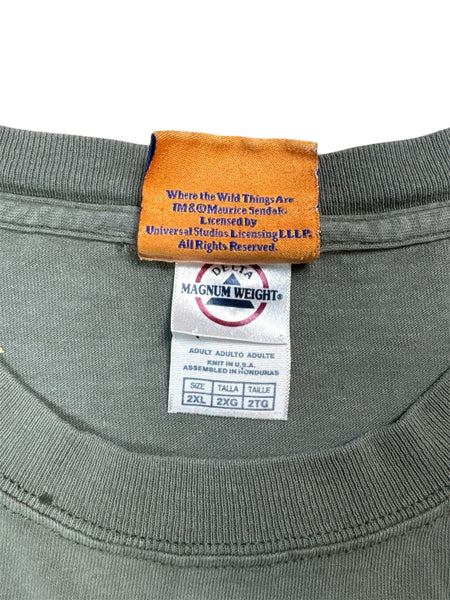 Where the Wild Things Are
TM&©Maurice Sendak.
Licensed by
Universal Studios Licensing L.L.L.P.
All Rights Reserved.
DELTA
MAGNUM WEIGHT®
ADULT ADULTO ADULTE
KNIT IN U.S.A.
ASSEMBLED IN HONDURAS
SIZE TALLA TAILLE
2XL 2XG 2TG